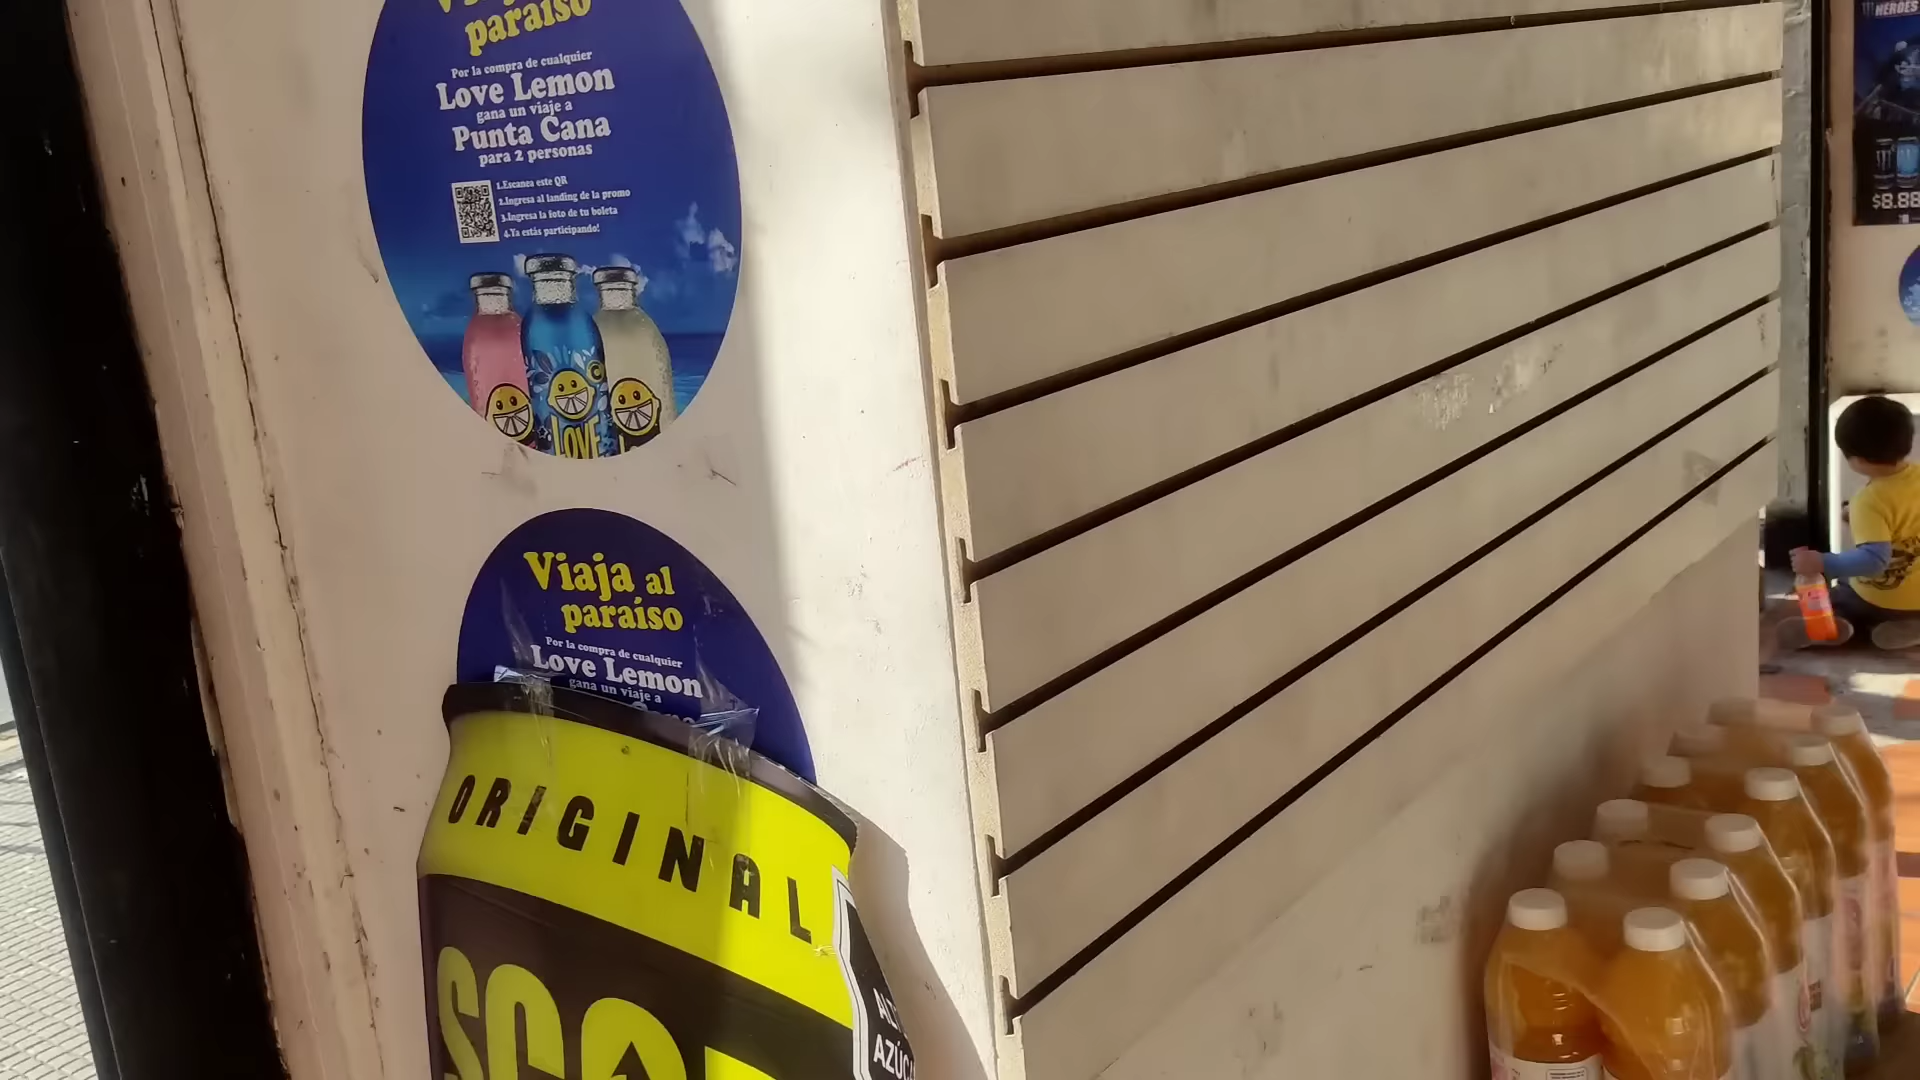 Viaja
paraíso
Por la compra de cualquier
Love Lemon
gana un viaje a
Punta Cana
para 2 personas
1.Escanea este QR
2.Ingresa al landing de la promo
3.Ingresa la foto de tu boleta
4.Ya estás participando!
LOVE
Viaja al
paraíso
Por la compra de cualquier
Love Lemon
gana un viaje a
ORIGINAL
HEROES
$8.88